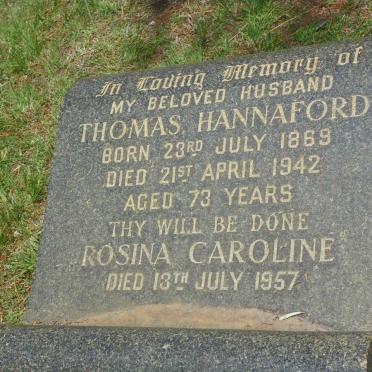 In Loving Memory of
MY BELOVED HUSBAND
THOMAS HANNAFORD
BORN 23RD JULY 1869
DIED 21ST APRIL 1942
AGED 73 YEARS
THY WILL BE DONE
ROSINA CAROLINE
DIED 13TH JULY 1957